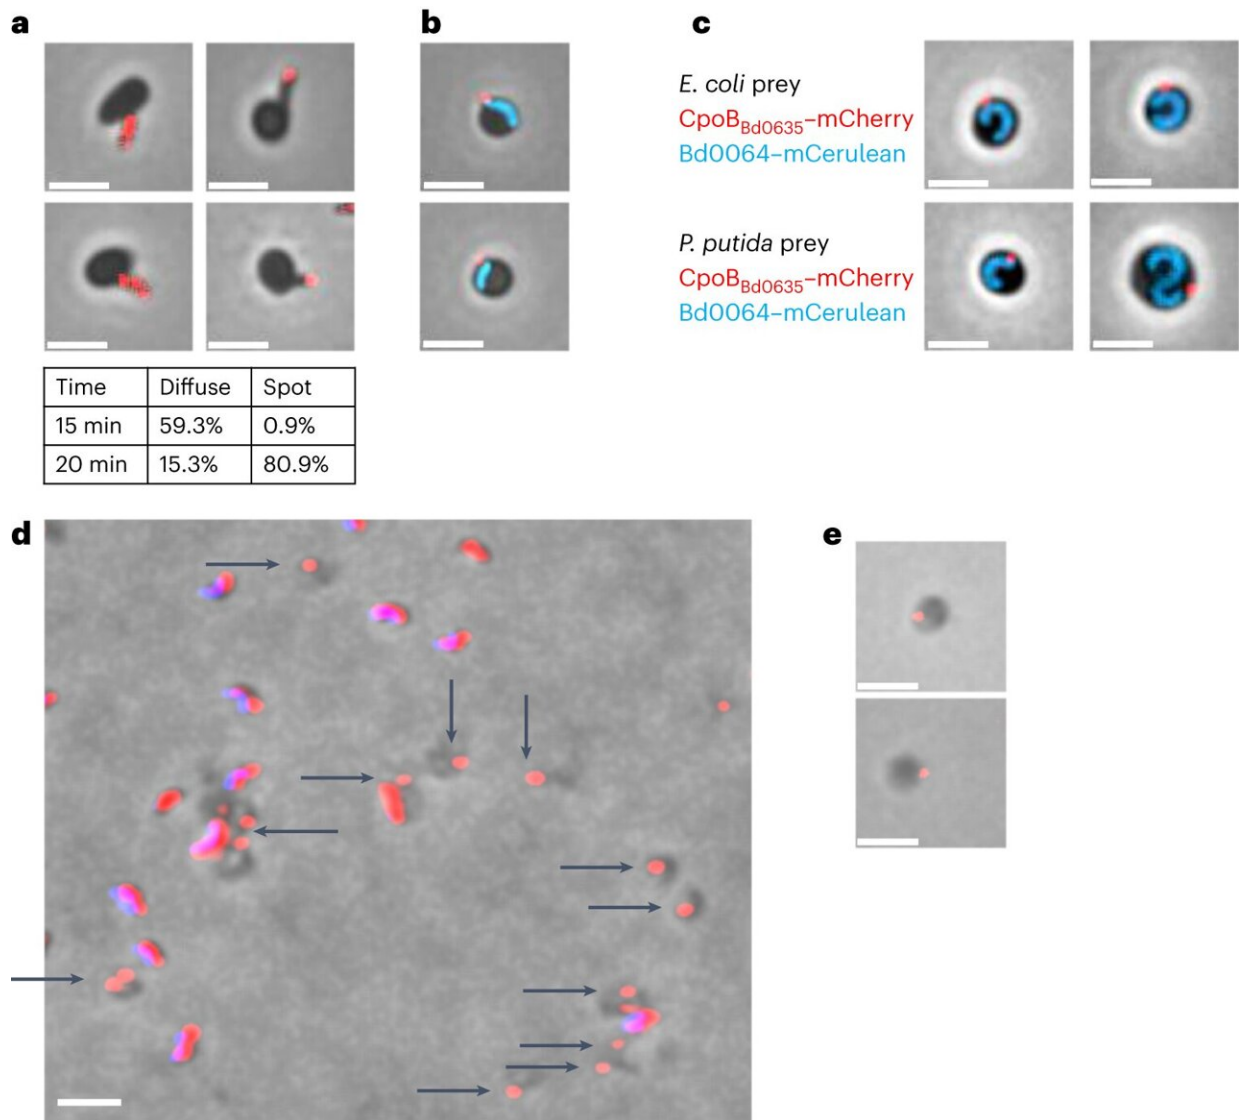 a
b
c
E. coli prey
CpoBBd0635–mCherry
Bd0064–mCerulean
P. putida prey
CpoBBd0635–mCherry
Bd0064–mCerulean
Time Diffuse Spot
15 min 59.3% 0.9%
20 min 15.3% 80.9%
d
e